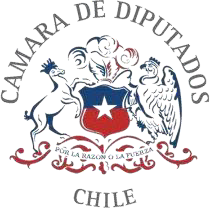 CAMARA DE DIPUTADOS
POR LA RAZON O LA FUERZA
CHILE